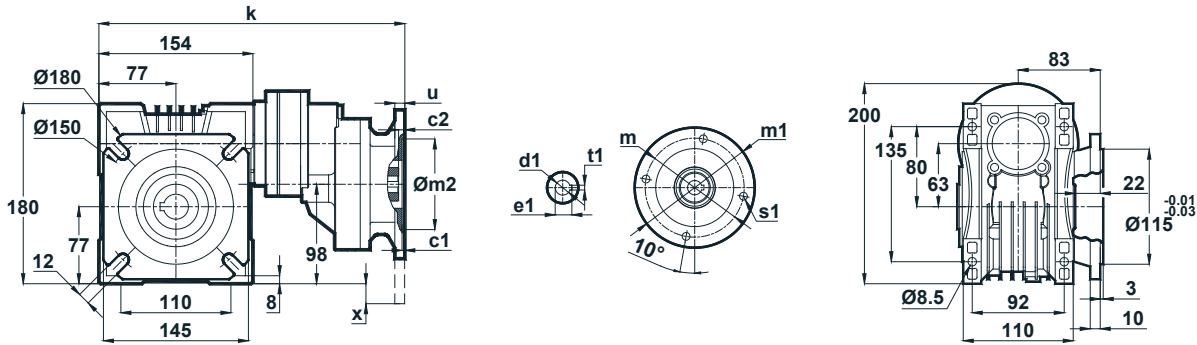 k
154
77
Ø180
Ø150
180
77
12
110
145
8
98
x
u
c2
Øm2
c1
d1
t1
e1
m
m1
s1
10°
83
200
135
80
63
22
Ø115 -0.01 -0.03
Ø8.5
92
110
3
10